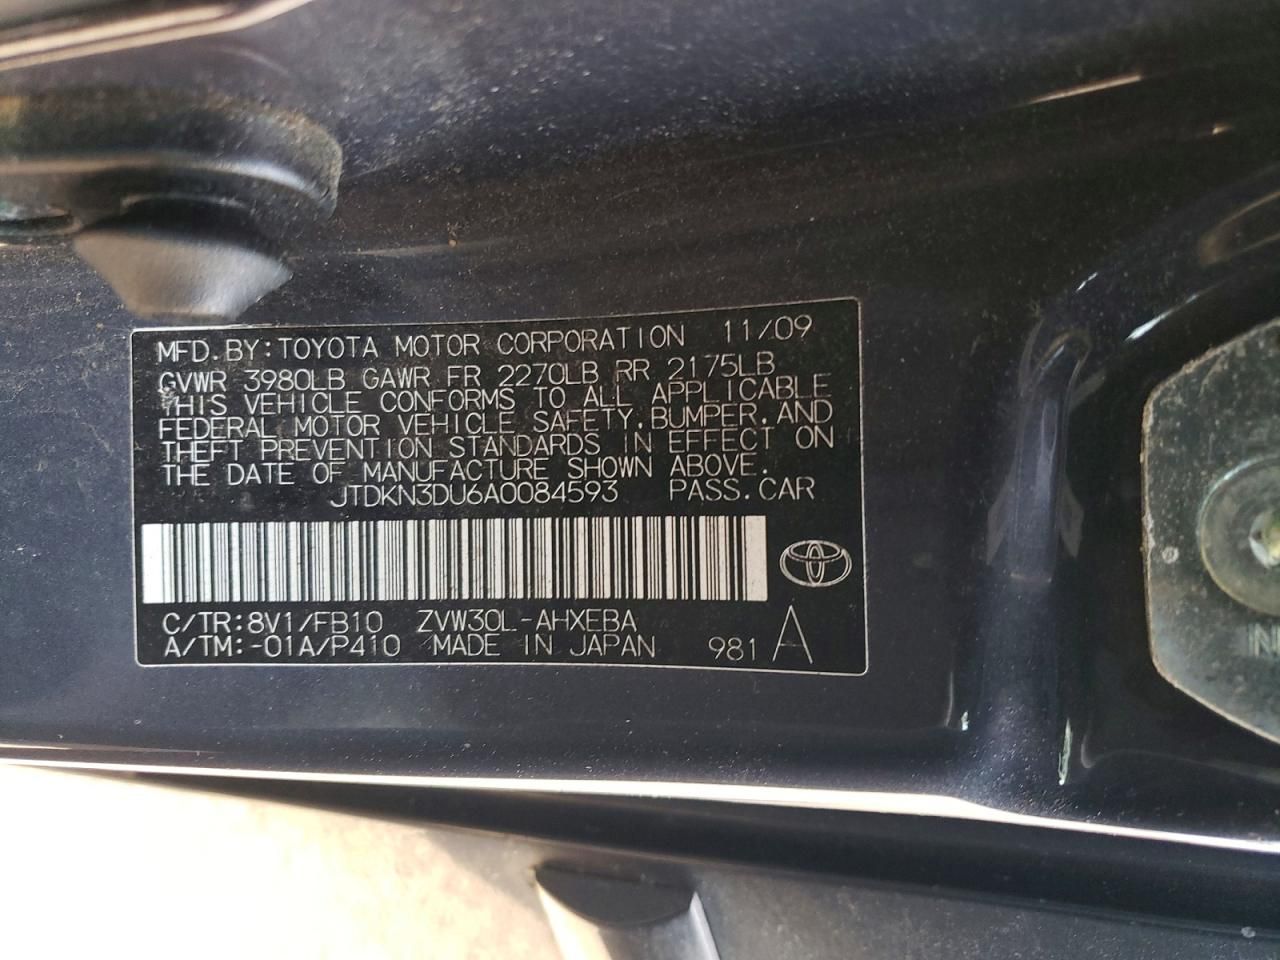 MFD.BY:TOYOTA MOTOR CORPORATION 11/09
GVWR 3980LB GAWR FR 2270LB RR 2175LB
THIS VEHICLE CONFORMS TO ALL APPLICABLE
FEDERAL MOTOR VEHICLE SAFETY,BUMPER,AND
THEFT PREVENTION STANDARDS IN EFFECT ON
THE DATE OF MANUFACTURE SHOWN ABOVE.
JTDKN3DU6A0084593 PASS.CAR
C/TR:8V1/FB10 ZVW30L-AHXEBA
A/TM:-01A/P410 MADE IN JAPAN 981 A